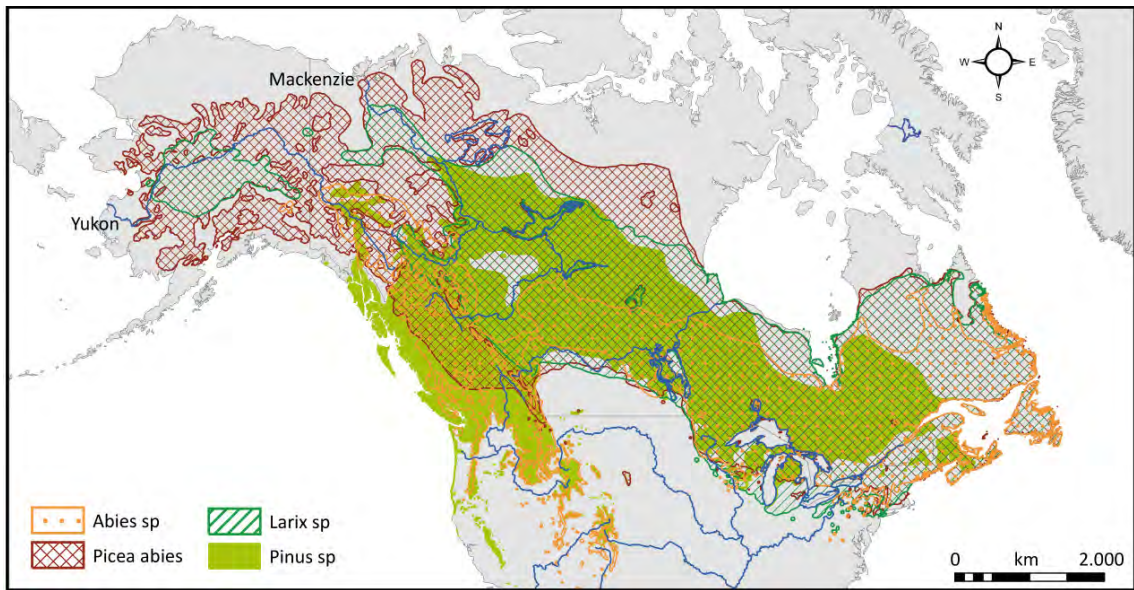 N
W E
S
Mackenzie
Yukon
Abies sp
Larix sp
Picea abies
Pinus sp
0 km 2.000